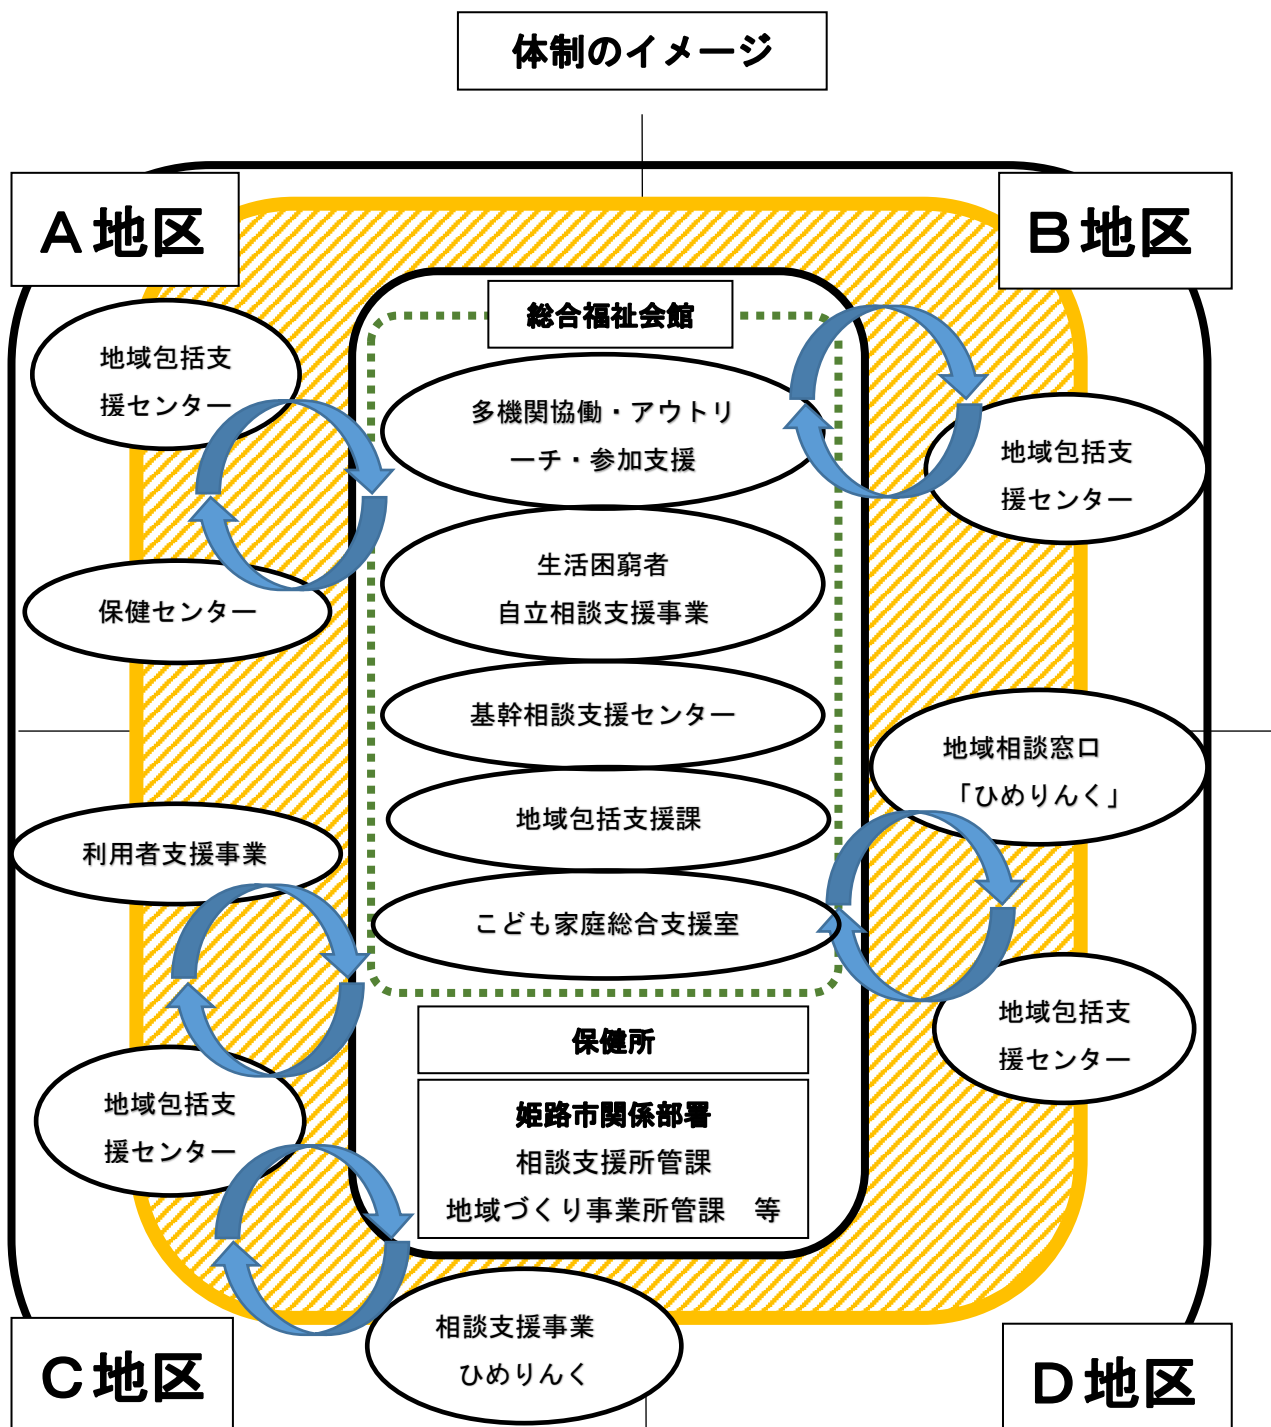 体制のイメージ
A地区
B地区
地域包括支
援センター
保健センター
総合福祉会館
多機関協働・アウトリ
ーチ・参加支援
生活困窮者
自立相談支援事業
基幹相談支援センター
地域包括支援課
こども家庭総合支援室
地域包括支
援センター
地域相談窓口
「ひめりんく」
地域包括支
援センター
利用者支援事業
地域包括支
援センター
保健所
姫路市関係部署
相談支援所管課
地域づくり事業所管課　等
相談支援事業
ひめりんく
C地区
D地区